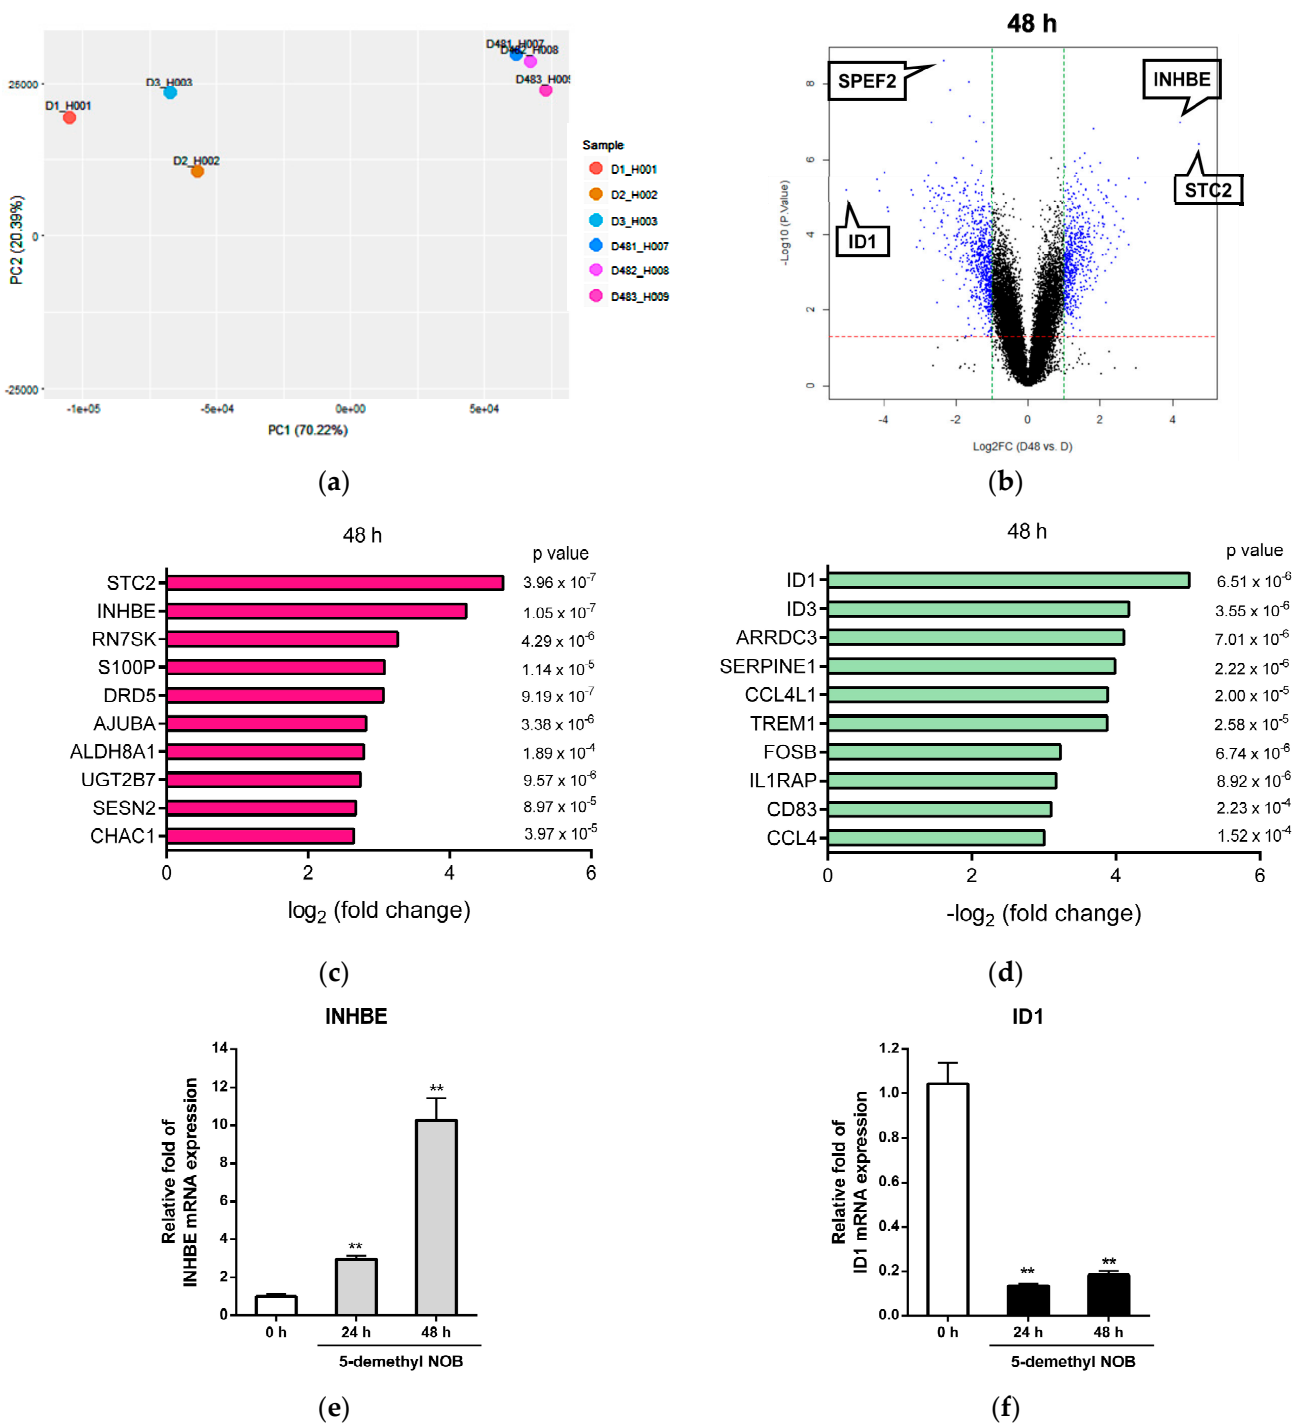 D1_H001
D3_H003
D2_H002
D481_H007
D482_H008
D483_H009
25000
0
-25000
-1e+05
-5e+04
0e+00
5e+04
PC2 (20.39%)
PC1 (70.22%)
Sample
D1_H001
D2_H002
D3_H003
D481_H007
D482_H008
D483_H009
(a)
48 h
SPEF2
INHBE
STC2
ID1
-Log10 (P.Value)
8
6
4
2
0
-4
-2
0
2
4
Log2FC (D48 vs. D)
(b)
48 h
p value
STC2 3.96 x 10-7
INHBE 1.05 x 10-7
RN7SK 4.29 x 10-6
S100P 1.14 x 10-5
DRD5 9.19 x 10-7
AJUBA 3.38 x 10-6
ALDH8A1 1.89 x 10-4
UGT2B7 9.57 x 10-6
SESN2 8.97 x 10-5
CHAC1 3.97 x 10-5
0 2 4 6
log2 (fold change)
(c)
48 h
p value
ID1 6.51 x 10-6
ID3 3.55 x 10-6
ARRDC3 7.01 x 10-6
SERPINE1 2.22 x 10-6
CCL4L1 2.00 x 10-5
TREM1 2.58 x 10-5
FOSB 6.74 x 10-6
IL1RAP 8.92 x 10-6
CD83 2.23 x 10-4
CCL4 1.52 x 10-4
0 2 4 6
-log2 (fold change)
(d)
INHBE
Relative fold of
INHBE mRNA expression
14
12
10
8
6
4
2
0
**
**
0 h 24 h 48 h
5-demethyl NOB
(e)
ID1
Relative fold of
ID1 mRNA expression
1.2
1.0
0.8
0.6
0.4
0.2
0.0
**
**
0 h 24 h 48 h
5-demethyl NOB
(f)